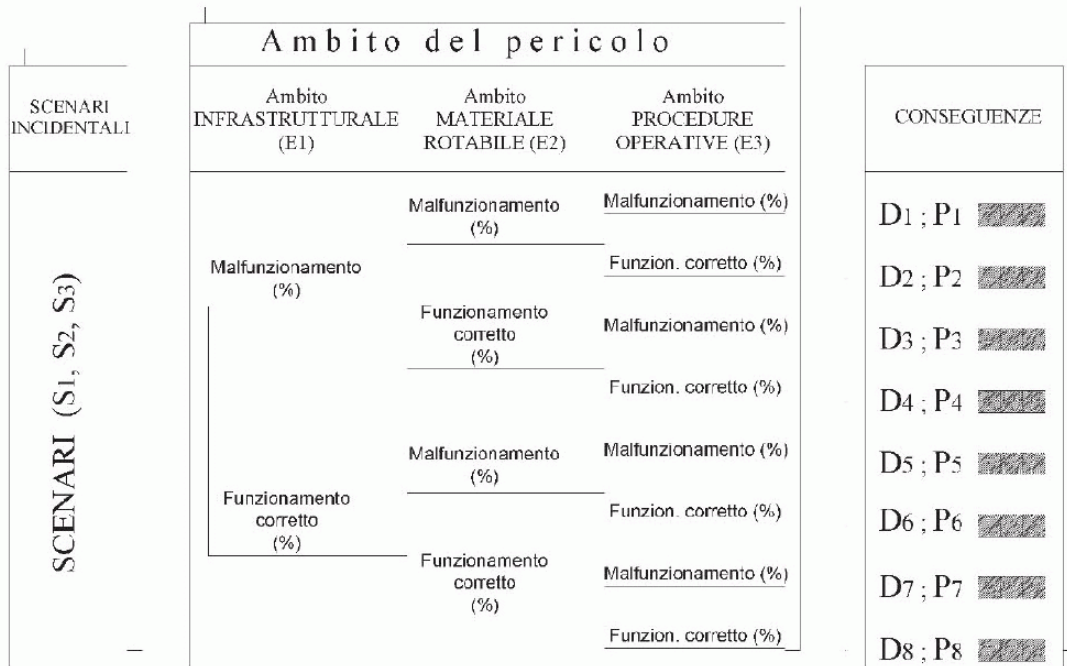 Ambito del pericolo
SCENARI
INCIDENTALI
Ambito
INFRASTRUTTURALE
(E1)
Ambito
MATERIALE
ROTABILE (E2)
Ambito
PROCEDURE
OPERATIVE (E3)
CONSEGUENZE
SCENARI (S1, S2, S3)
Malfunzionamento
(%)
Funzionamento
corretto
(%)
Malfunzionamento
(%)
Funzionamento
corretto
(%)
Malfunzionamento
(%)
Funzionamento
corretto
(%)
Malfunzionamento (%)
Funzion. corretto (%)
Malfunzionamento (%)
Funzion. corretto (%)
Malfunzionamento (%)
Funzion. corretto (%)
Malfunzionamento (%)
Funzion. corretto (%)
D1 ; P1
D2 ; P2
D3 ; P3
D4 ; P4
D5 ; P5
D6 ; P6
D7 ; P7
D8 ; P8